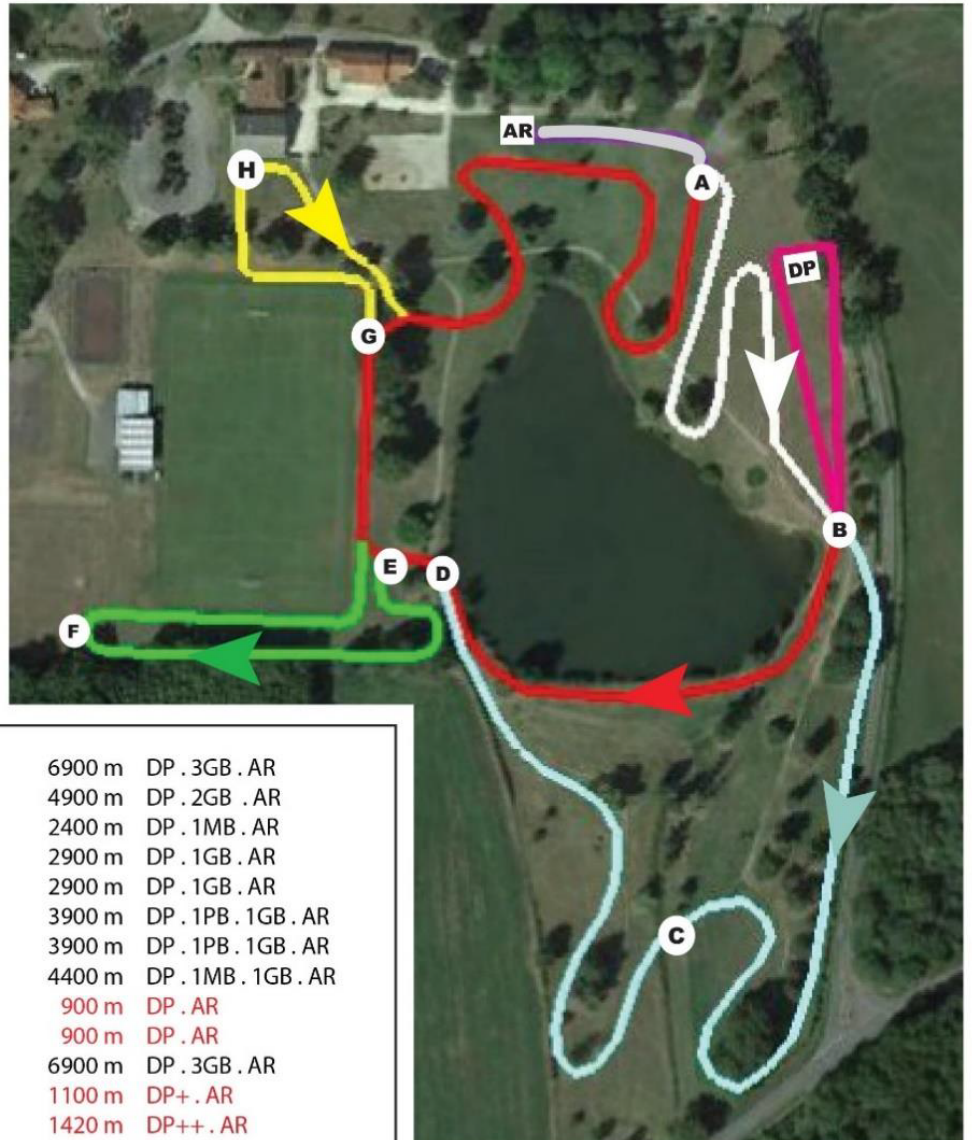 AR
H
A
DP
G
B
E
D
F
C
6900 m DP . 3GB . AR
4900 m DP . 2GB . AR
2400 m DP . 1MB . AR
2900 m DP . 1GB . AR
2900 m DP . 1GB . AR
3900 m DP . 1PB . 1GB . AR
3900 m DP . 1PB . 1GB . AR
4400 m DP . 1MB . 1GB . AR
900 m DP . AR
900 m DP . AR
6900 m DP . 3GB . AR
1100 m DP+ . AR
1420 m DP++ . AR